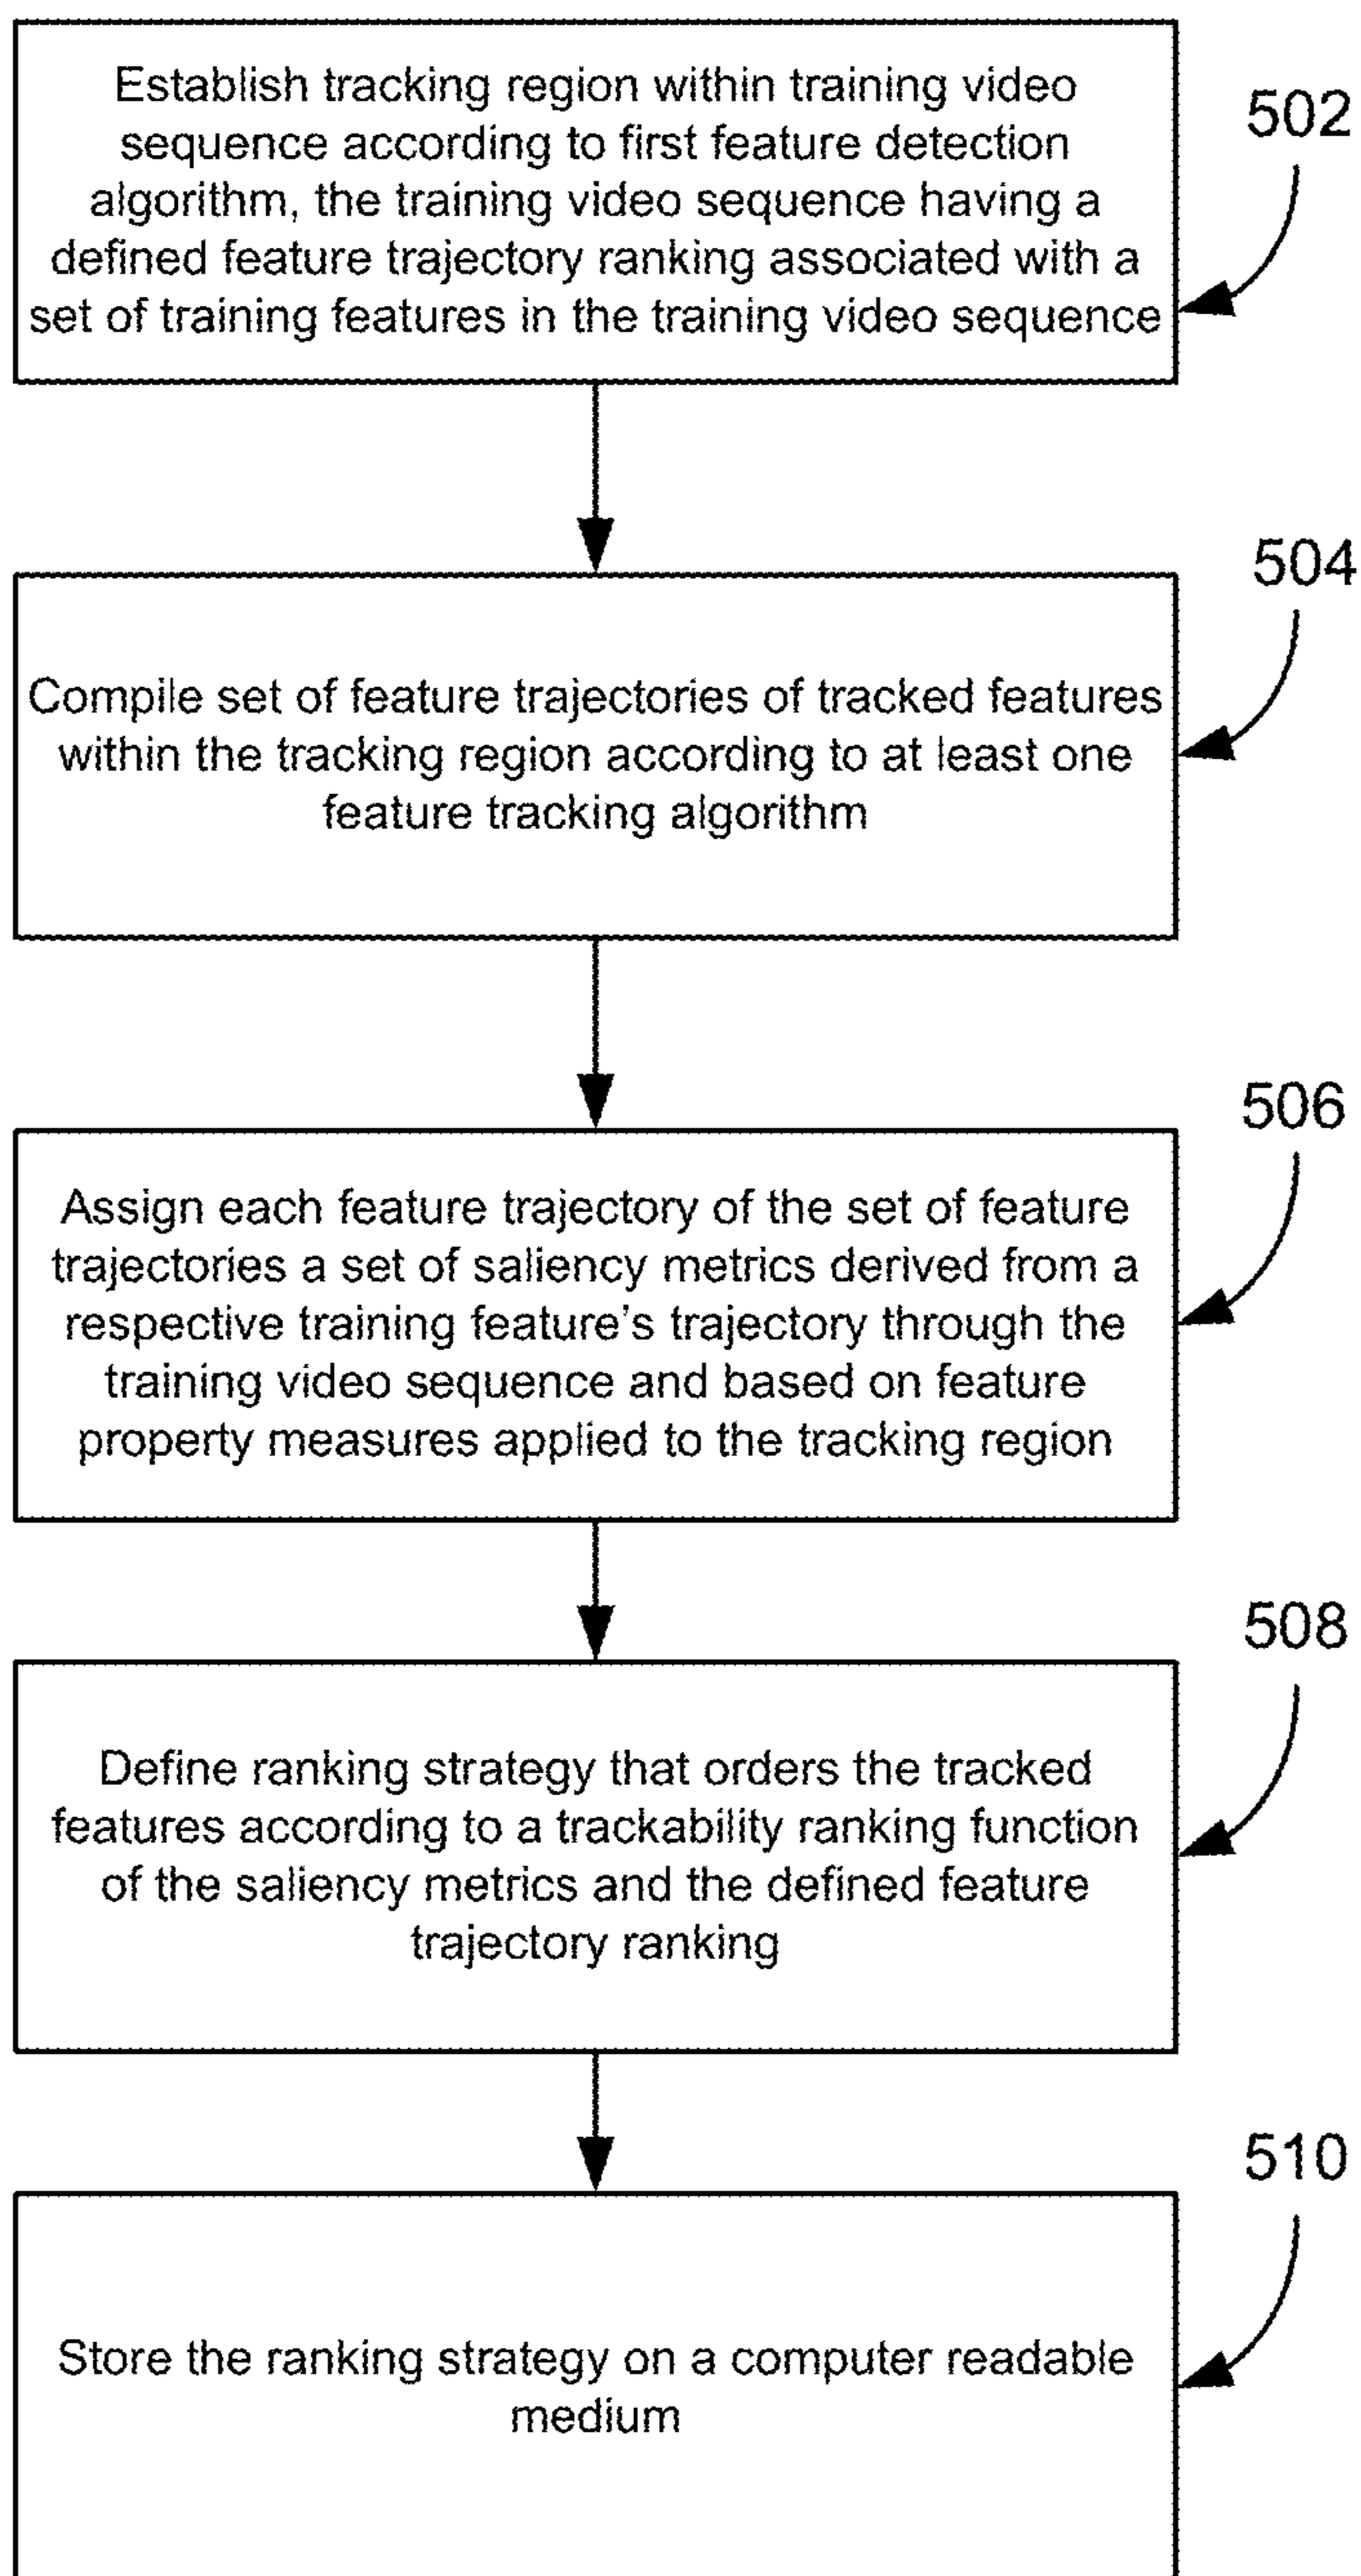 Establish tracking region within training video
sequence according to first feature detection
algorithm, the training video sequence having a
defined feature trajectory ranking associated with a
set of training features in the training video sequence
502
Compile set of feature trajectories of tracked features
within the tracking region according to at least one
feature tracking algorithm
504
Assign each feature trajectory of the set of feature
trajectories a set of saliency metrics derived from a
respective training feature’s trajectory through the
training video sequence and based on feature
property measures applied to the tracking region
506
Define ranking strategy that orders the tracked
features according to a trackability ranking function
of the saliency metrics and the defined feature
trajectory ranking
508
Store the ranking strategy on a computer readable
medium
510